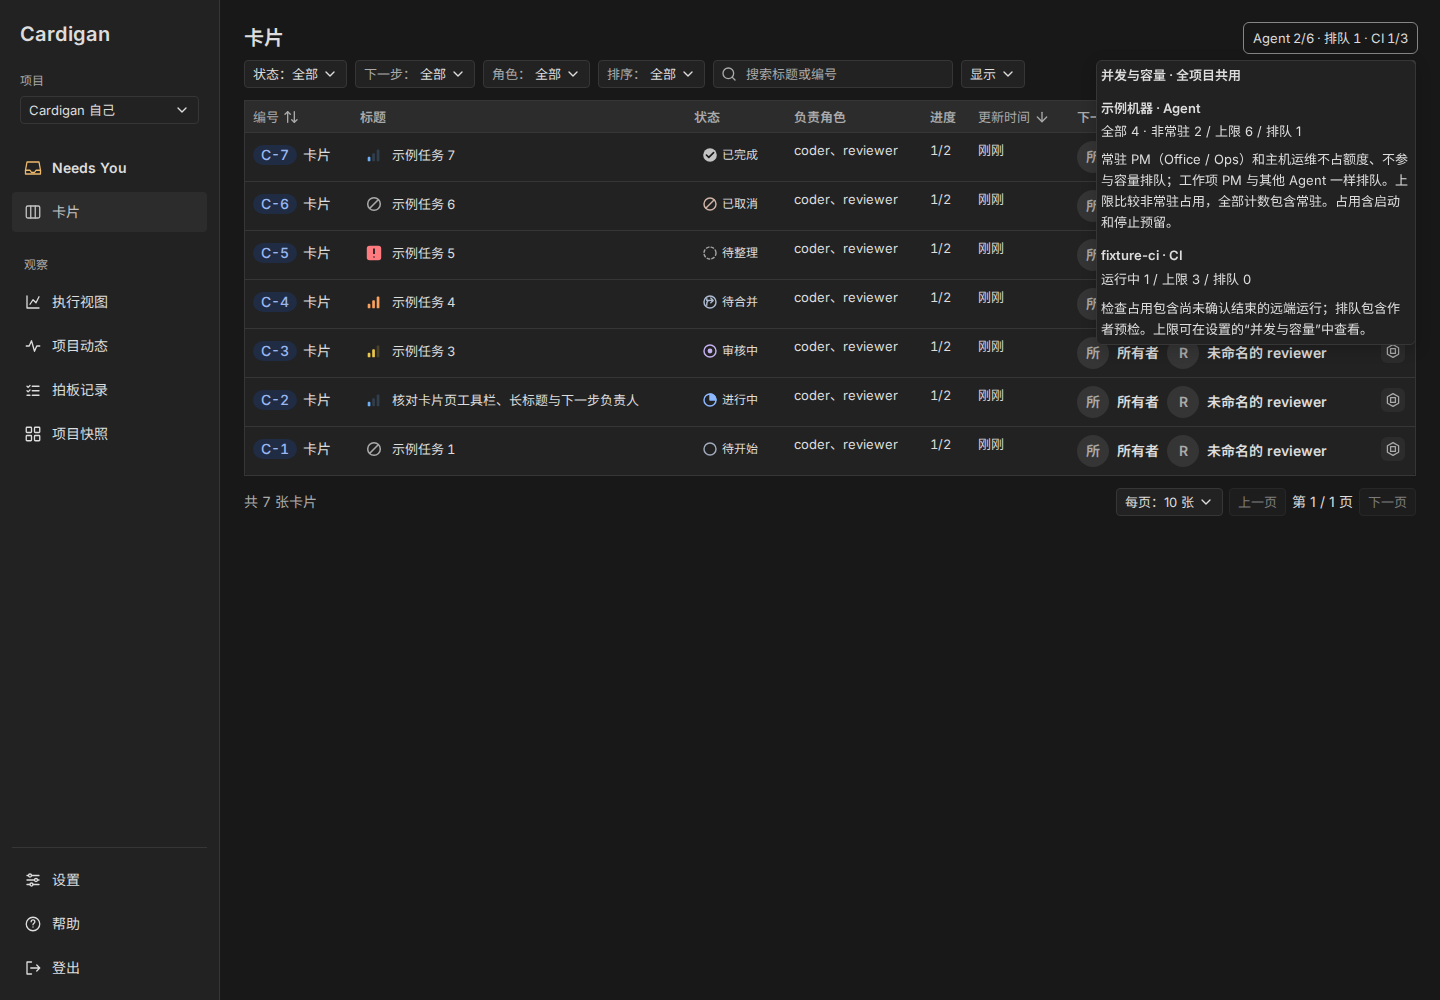 Cardigan
项目
Cardigan 自己
Needs You
卡片
观察
执行视图
项目动态
拍板记录
项目快照
设置
帮助
登出
卡片
Agent 2/6 · 排队 1 · CI 1/3
状态：全部 下一步： 全部 角色： 全部 排序： 全部 搜索标题或编号 显示
并发与容量 · 全项目共用
示例机器 · Agent
全部 4 · 非常驻 2 / 上限 6 / 排队 1
常驻 PM（Office / Ops）和主机运维不占额度、不参
与容量排队；工作项 PM 与其他 Agent 一样排队。上
限比较非常驻占用，全部计数包含常驻。占用含启动
和停止预留。
fixture-ci · CI
运行中 1 / 上限 3 / 排队 0
检查占用包含尚未确认结束的远端运行；排队包含作
者预检。上限可在设置的“并发与容量”中查看。
编号 标题 状态 负责角色 进度 更新时间 下一
C-7 卡片 示例任务 7 已完成 coder、reviewer 1/2 刚刚 所
C-6 卡片 示例任务 6 已取消 coder、reviewer 1/2 刚刚 所
C-5 卡片 示例任务 5 待整理 coder、reviewer 1/2 刚刚 所
C-4 卡片 示例任务 4 待合并 coder、reviewer 1/2 刚刚 所
C-3 卡片 示例任务 3 审核中 coder、reviewer 1/2 刚刚 所 所有者 R 未命名的 reviewer
C-2 卡片 核对卡片页工具栏、长标题与下一步负责人 进行中 coder、reviewer 1/2 刚刚 所 所有者 R 未命名的 reviewer
C-1 卡片 示例任务 1 待开始 coder、reviewer 1/2 刚刚 所 所有者 R 未命名的 reviewer
共 7 张卡片 每页：10 张 上一页 第 1 / 1 页 下一页